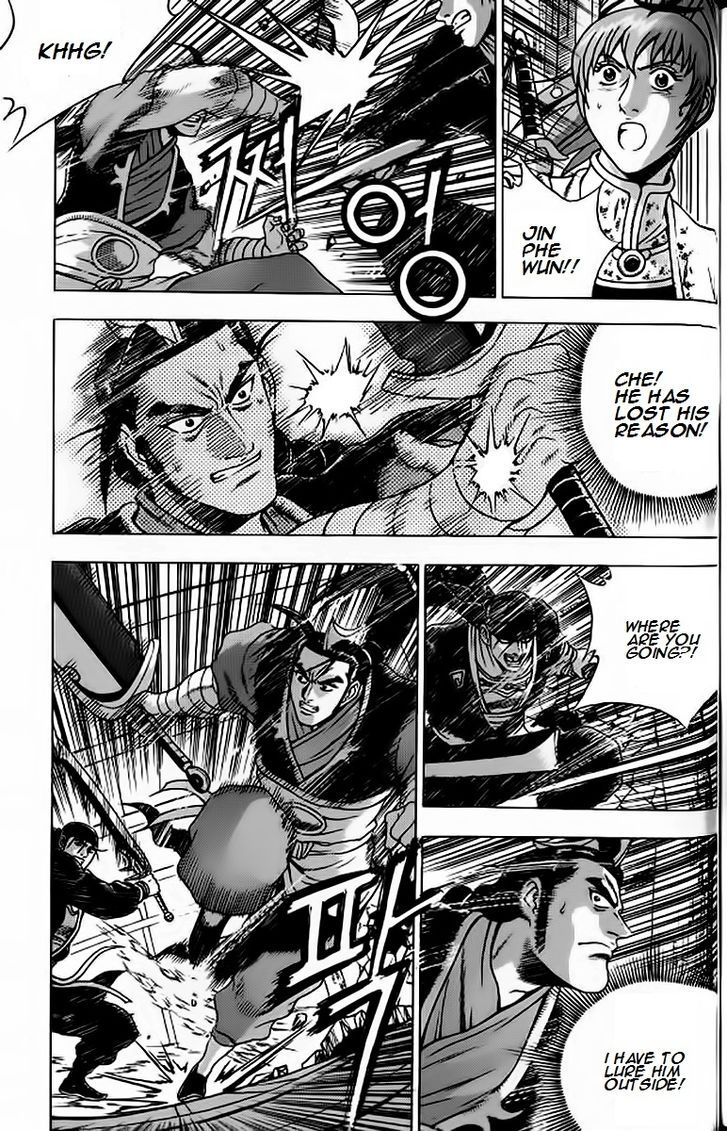 KHHG!
쩌
어
JIN
PHE
WUN!!
CHE!
HE HAS
LOST HIS
REASON!
WHERE
ARE YOU
GOING?!
팍
I HAVE TO
LURE HIM
OUTSIDE!